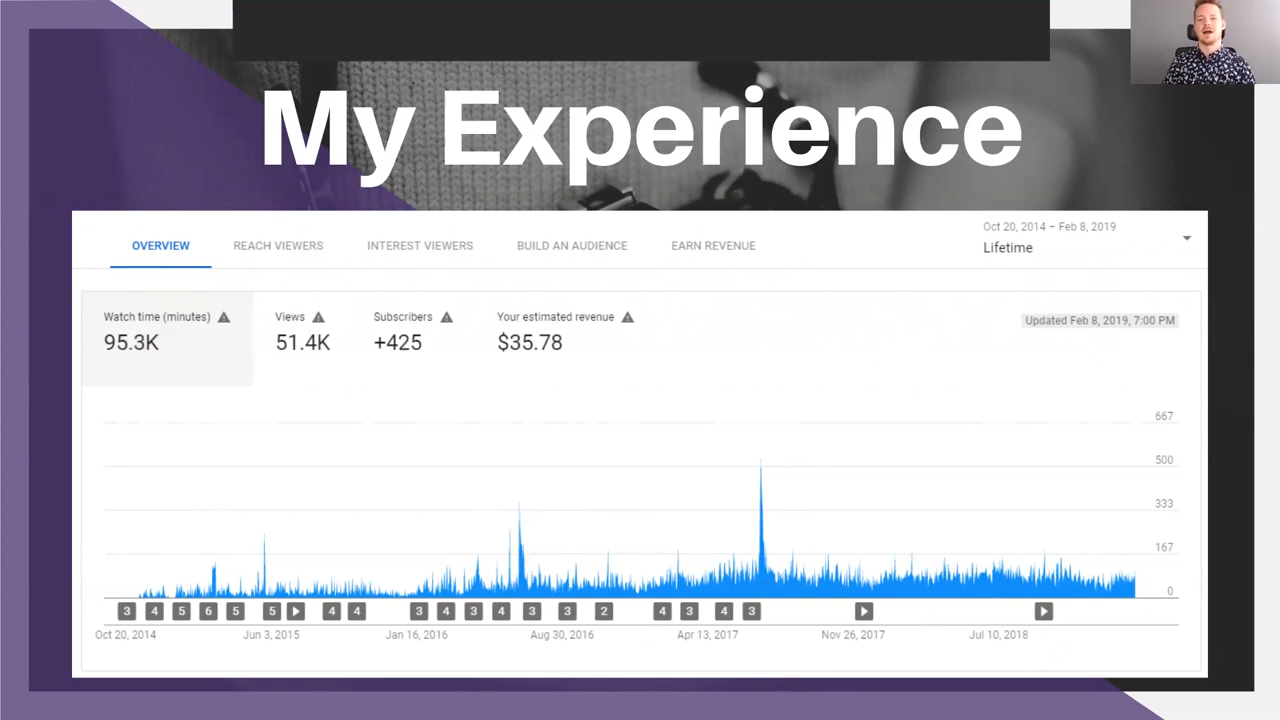 My Experience
OVERVIEW REACH VIEWERS INTEREST VIEWERS BUILD AN AUDIENCE EARN REVENUE
Oct 20, 2014 – Feb 8, 2019
Lifetime
Watch time (minutes) Views Subscribers Your estimated revenue
Updated Feb 8, 2019, 7:00 PM
95.3K 51.4K +425 $35.78
667
500
333
167
0
3 4 5 6 5 5 4 4 3 4 3 4 3 3 2 4 3 4 3
Oct 20, 2014 Jun 3, 2015 Jan 16, 2016 Aug 30, 2016 Apr 13, 2017 Nov 26, 2017 Jul 10, 2018